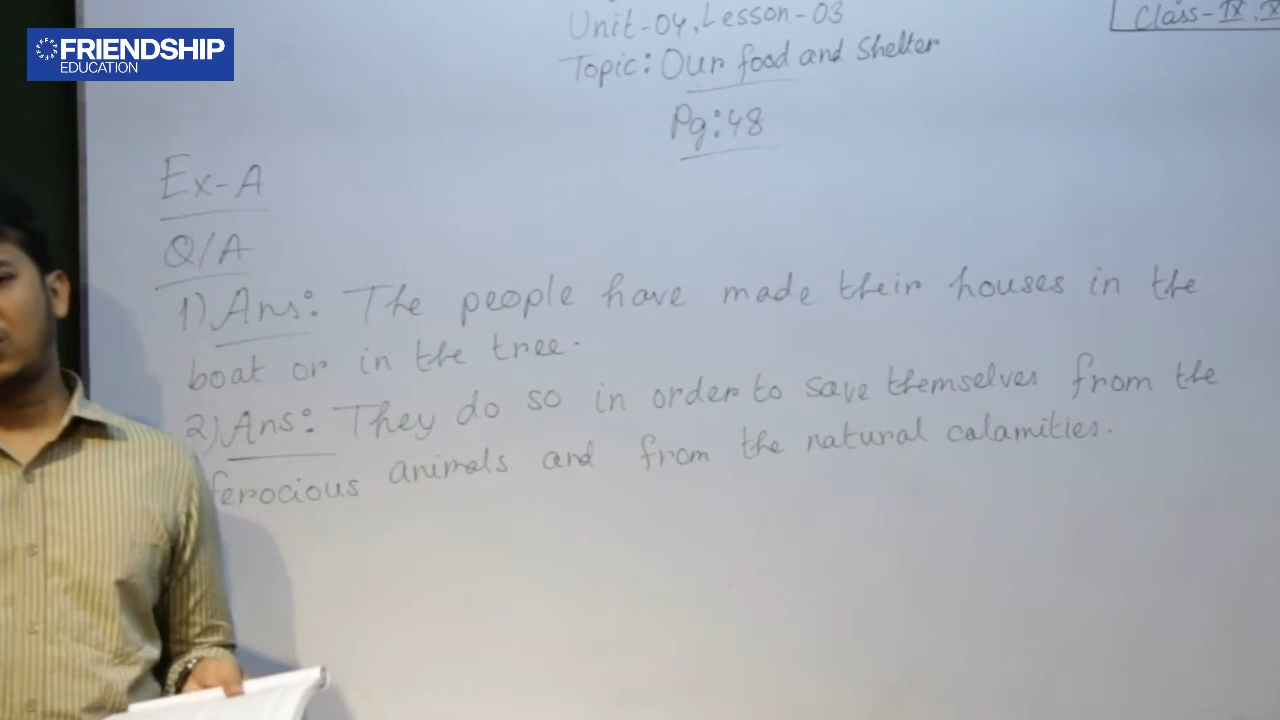 FRIENDSHIP
EDUCATION
Unit-04, Lesson-03
Class-IX, X
Topic: Our food and Shelter
Pg: 48
Ex-A
Q/A
1) Ans: The people have made their houses in the
boat or in the tree.
2) Ans: They do so in order to save themselves from the
ferocious animals and from the natural calamities.